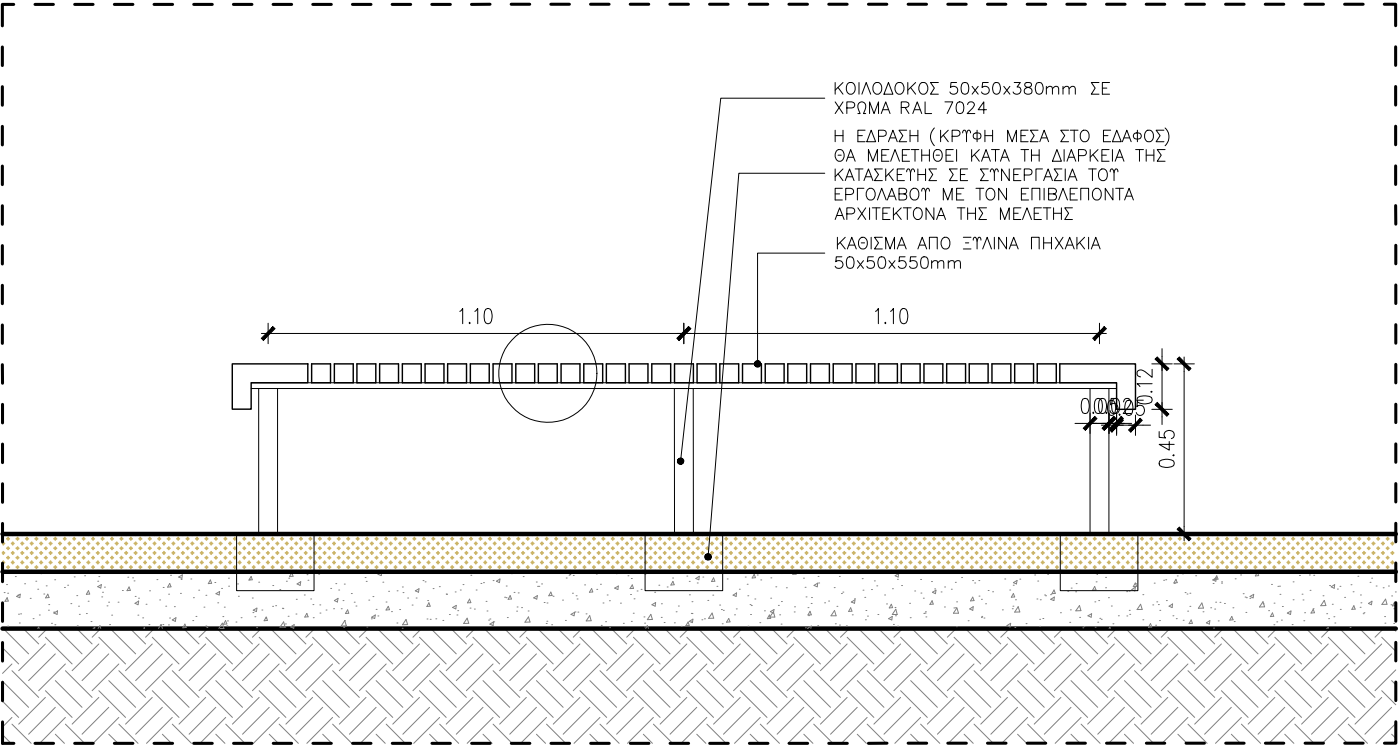 ΚΟΙΛΟΔΟΚΟΣ 50x50x380mm ΣΕ
ΧΡΩΜΑ RAL 7024
Η ΕΔΡΑΣΗ (ΚΡΥΦΗ ΜΕΣΑ ΣΤΟ ΕΔΑΦΟΣ)
ΘΑ ΜΕΛΕΤΗΘΕΙ ΚΑΤΑ ΤΗ ΔΙΑΡΚΕΙΑ ΤΗΣ
ΚΑΤΑΣΚΕΥΗΣ ΣΕ ΣΥΝΕΡΓΑΣΙΑ ΤΟΥ
ΕΡΓΟΛΑΒΟΥ ΜΕ ΤΟΝ ΕΠΙΒΛΕΠΟΝΤΑ
ΑΡΧΙΤΕΚΤΟΝΑ ΤΗΣ ΜΕΛΕΤΗΣ
ΚΑΘΙΣΜΑ ΑΠΟ ΞΥΛΙΝΑ ΠΗΧΑΚΙΑ
50x50x550mm
1.10
1.10
0.12
0.45